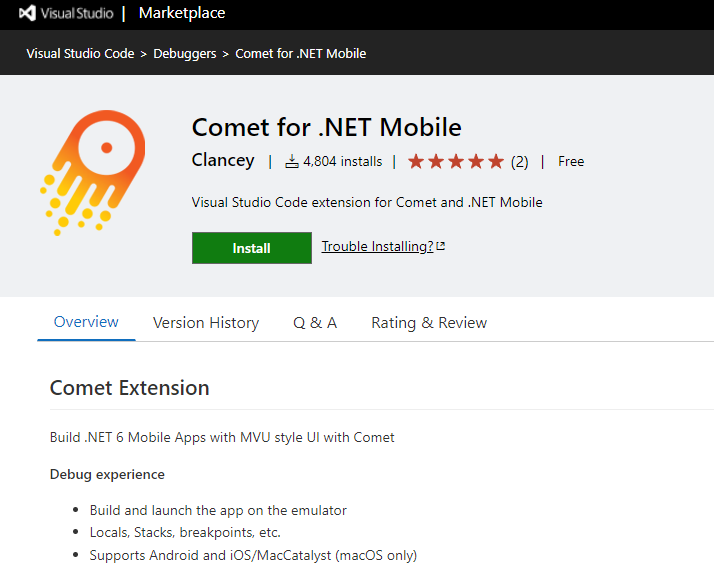 Visual Studio | Marketplace
Visual Studio Code > Debuggers > Comet for .NET Mobile
Comet for .NET Mobile
Clancey | 4,804 installs | (2) | Free
Visual Studio Code extension for Comet and .NET Mobile
Install Trouble Installing?
Overview Version History Q & A Rating & Review
Comet Extension
Build .NET 6 Mobile Apps with MVU style UI with Comet
Debug experience
• Build and launch the app on the emulator
• Locals, Stacks, breakpoints, etc.
• Supports Android and iOS/MacCatalyst (macOS only)